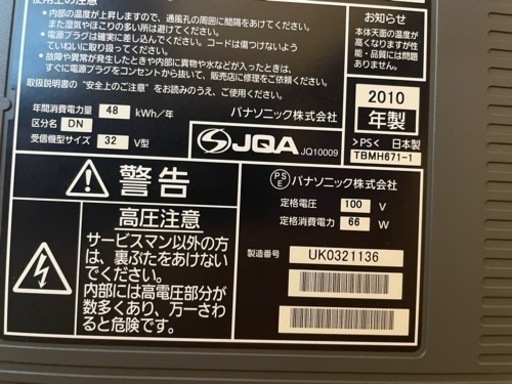 使用上の注意
・内部の温度が上昇しますので、通風孔の周囲に間隔をあけてください。
また湿気やほこりの多い所は避けてください。
・電源プラグは確実に差し込んでください。コードは傷つけないよう
ていねいに取り扱ってください。
・故障や異常が発生したときや内部に異物や水などが入ったときは、
すぐに電源プラグをコンセントから抜いて、販売店に修理をご依頼ください。
取扱説明書の“安全上のご注意”をお読みのうえ、ご使用ください。
お知らせ
本体天面の温度が
高くなりますが性
能・品質には問題
ありません。
年間消費電力量 48 kWh/年
区分名 DN
受信機型サイズ 32 V型
パナソニック株式会社
JQA JQ10009
2010
年製
>PS< 日本製
TBMH671-1
警告
高圧注意
サービスマン以外の方
は、裏ぶたをあけない
でください。
内部には高電圧部分が
数多くあり、万一さわ
ると危険です。
PSE パナソニック株式会社
定格電圧 100 V
定格消費電力 66 W
製造番号 UK0321136